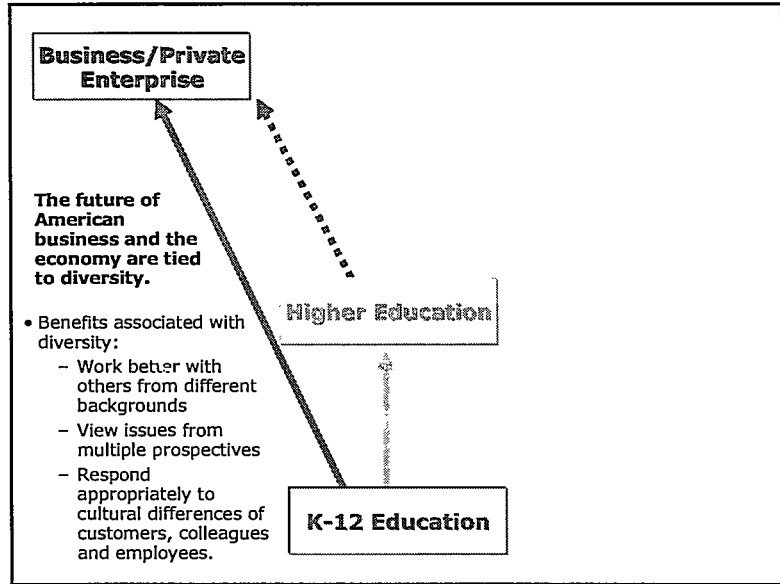 Business/Private
Enterprise
The future of
American
business and the
economy are tied
to diversity.
Higher Education
• Benefits associated with
diversity:
– Work better with
others from different
backgrounds
– View issues from
multiple prospectives
– Respond
appropriately to
cultural differences of
customers, colleagues
and employees.
K-12 Education